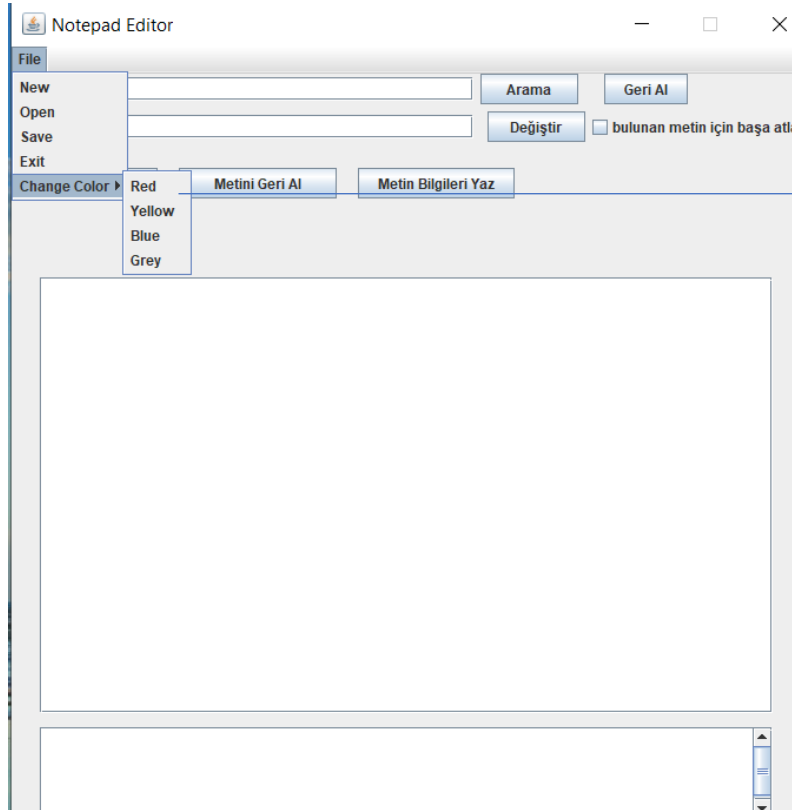 Notepad Editor
File
New
Arama
Geri Al
Open
Save
Değiştir
bulunan metin için başa
Exit
Change Color
Red
Metini Geri Al
Metin Bilgileri Yaz
Yellow
Blue
Grey